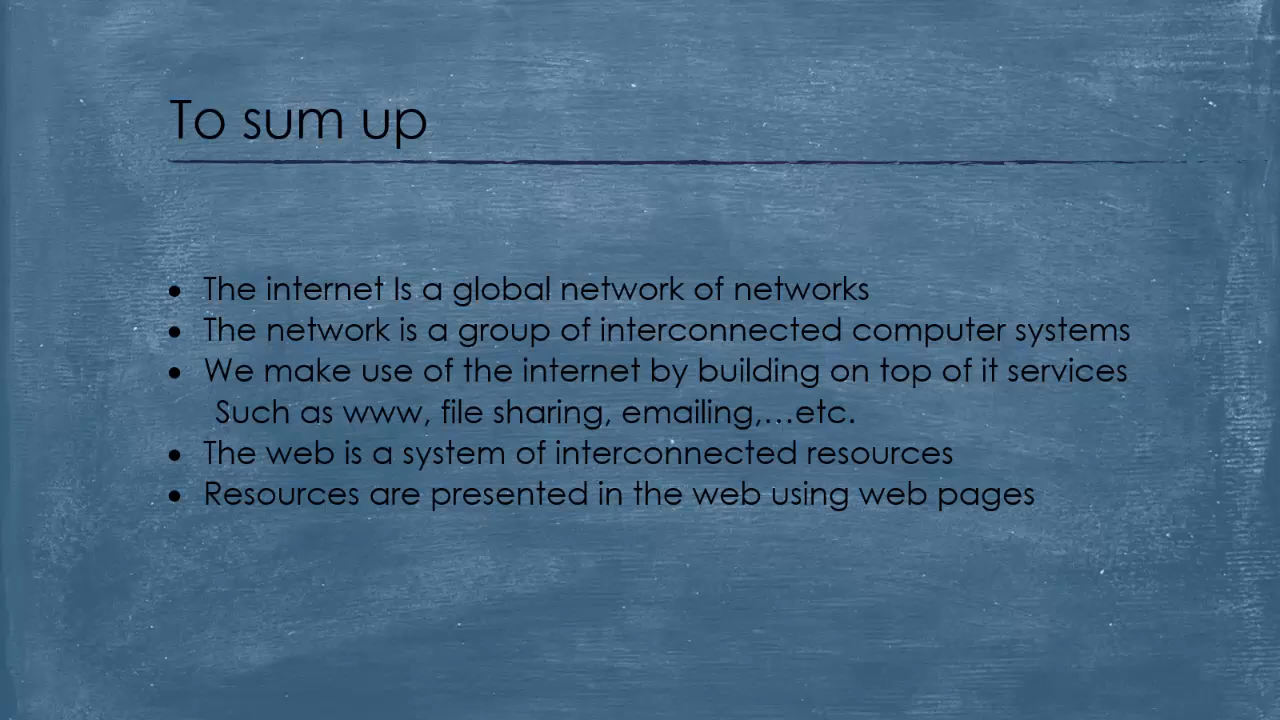 To sum up
• The internet Is a global network of networks
• The network is a group of interconnected computer systems
• We make use of the internet by building on top of it services
Such as www, file sharing, emailing,...etc.
• The web is a system of interconnected resources
• Resources are presented in the web using web pages